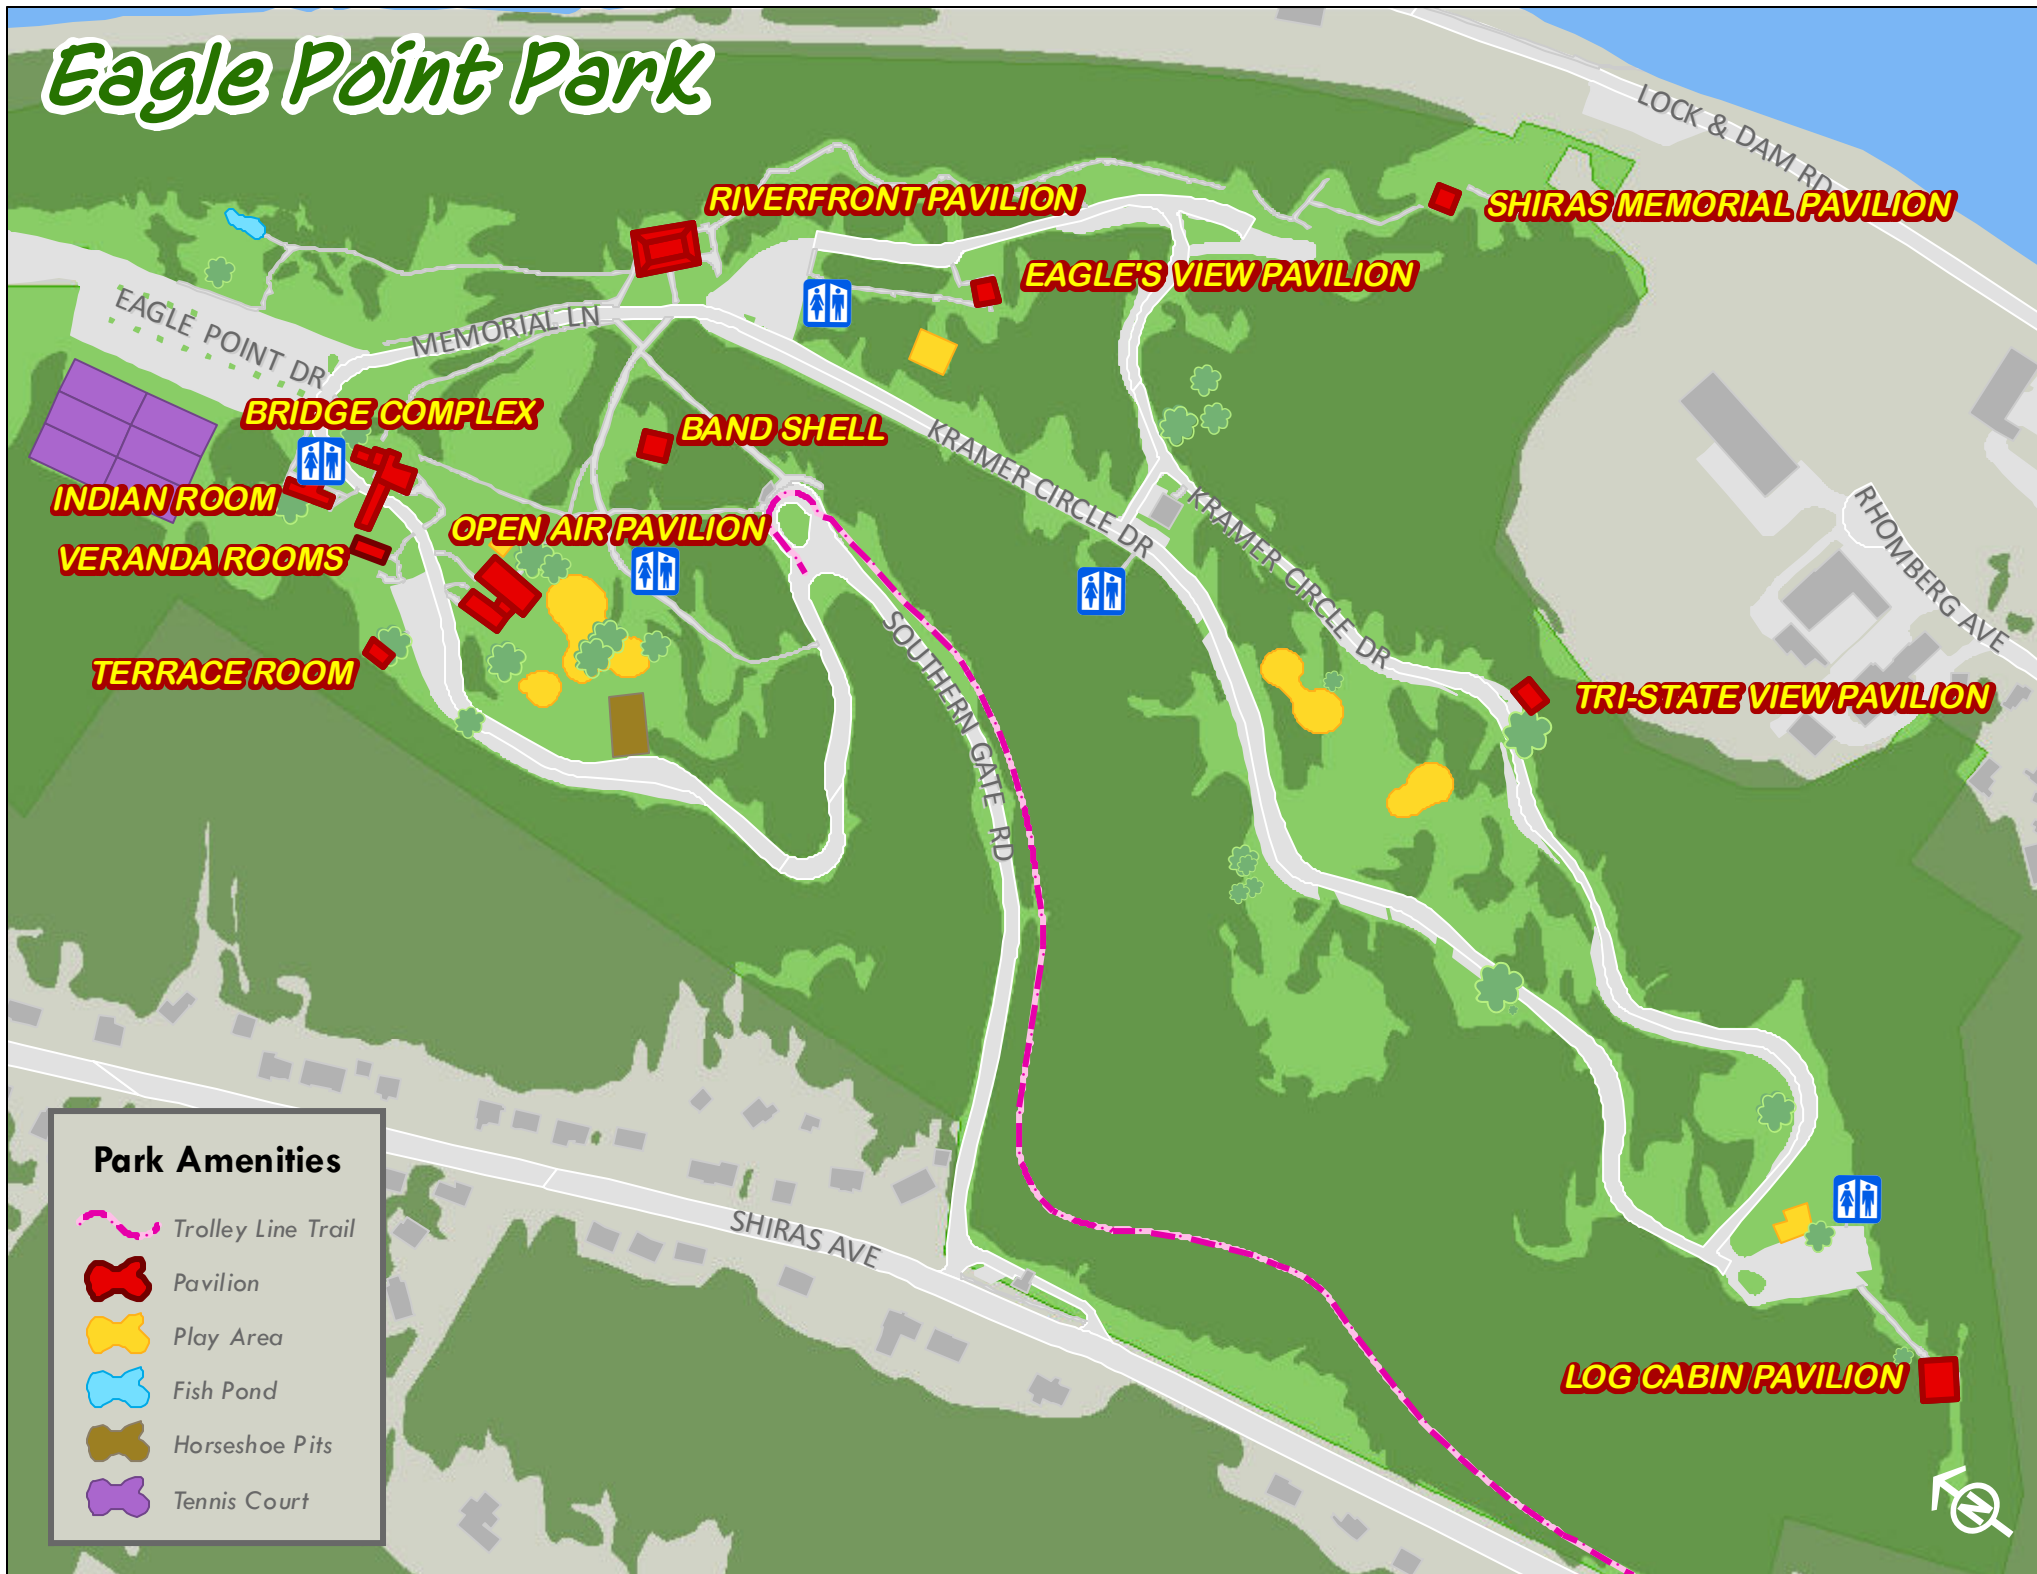 Eagle Point Park
LOCK & DAM RD
RIVERFRONT PAVILION
SHIRAS MEMORIAL PAVILION
EAGLE'S VIEW PAVILION
EAGLE POINT DR
MEMORIAL LN
BRIDGE COMPLEX
BAND SHELL
KRAMER CIRCLE DR
INDIAN ROOM
OPEN AIR PAVILION
KRAMER CIRCLE DR
RHOMBERG AVE
VERANDA ROOMS
TERRACE ROOM
SOUTHERN GATE RD
TRI-STATE VIEW PAVILION
SHIRAS AVE
LOG CABIN PAVILION
Park Amenities
Trolley Line Trail
Pavilion
Play Area
Fish Pond
Horseshoe Pits
Tennis Court
N